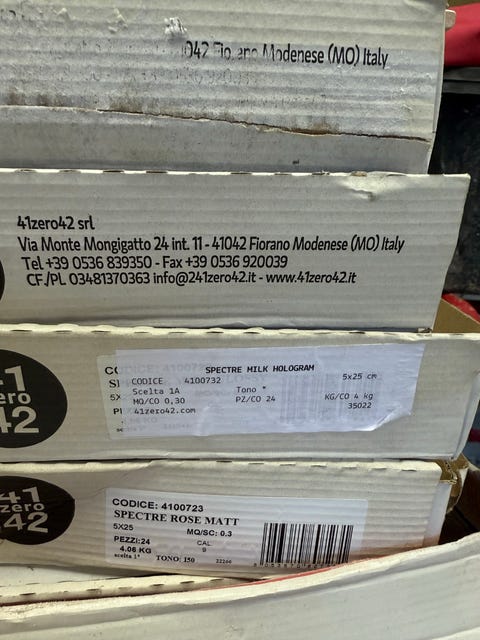 042 Fiorano Modenese (MO) Italy
41zero42 srl
Via Monte Mongigatto 24 int. 11 - 41042 Fiorano Modenese (MO) Italy
Tel +39 0536 839350 - Fax +39 0536 920039
CF./PI. 03481370363 info@241zero42.it - www.41zero42.it
SPECTRE MILK HOLOGRAM
CODICE 4100732 5x25 cm
Scelta 1A Tono *
MQ/CO 0,30 PZ/CO 24 KG/CO 4 kg
41zero42.com 35022
41
zero
42
CODICE: 4100723
SPECTRE ROSE MATT
5X25 MQ/SC: 0.3
PEZZI:24 CAL
4.06 KG 9
scelta 1° TONO: 150 22266
41
zero
42